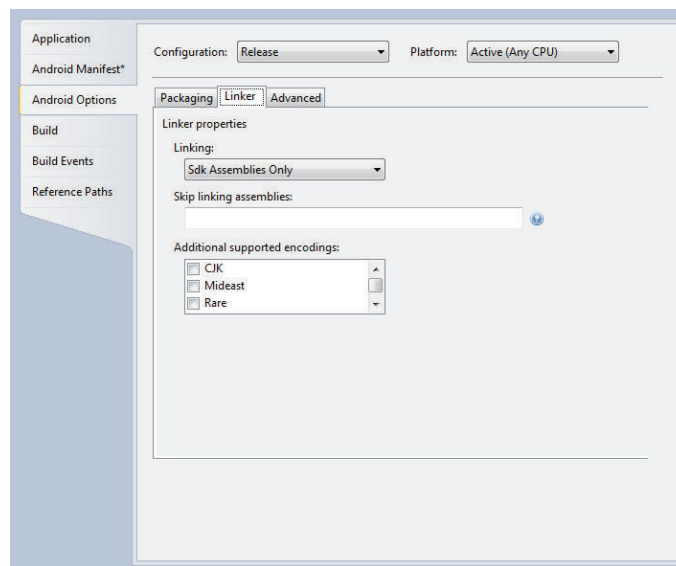 Application
Android Manifest*
Android Options
Build
Build Events
Reference Paths
Configuration: Release Platform: Active (Any CPU)
Packaging Linker Advanced
Linker properties
Linking:
Sdk Assemblies Only
Skip linking assemblies:
Additional supported encodings:
CJK
Mideast
Rare